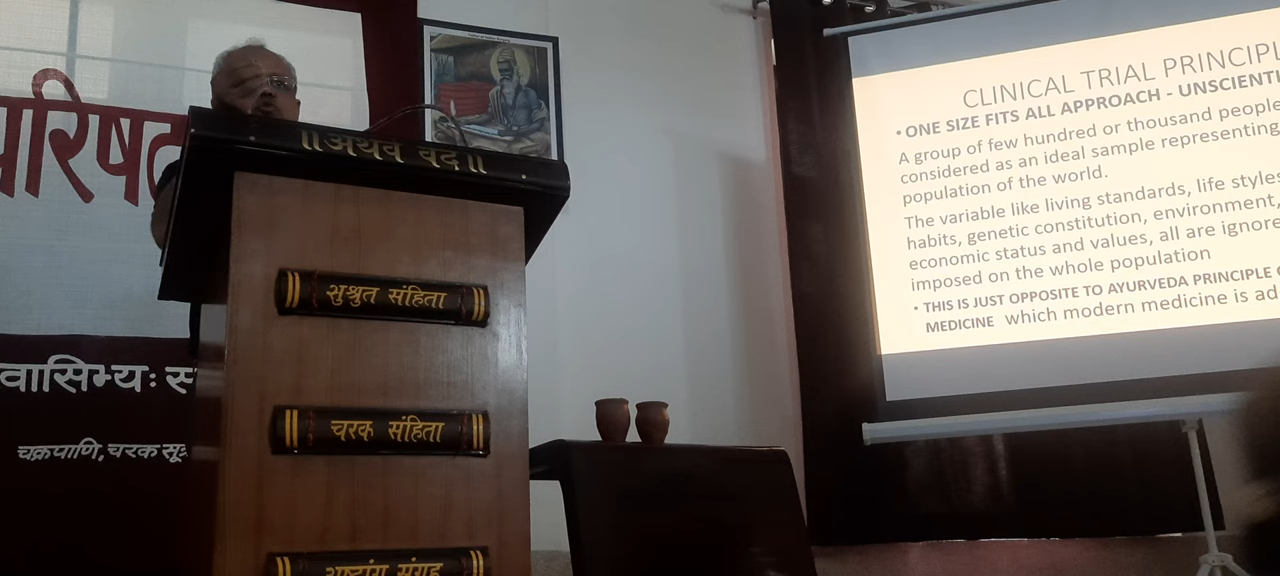 परिषद
वासिभ्यः
चक्रपाणि, चरक सूत्र
॥अथर्व वेद॥
सुश्रुत संहिता
चरक संहिता
अष्टांग संग्रह
CLINICAL TRIAL PRINCIPL
• ONE SIZE FITS ALL APPROACH - UNSCIENTI
A group of few hundred or thousand people
considered as an ideal sample representing
population of the world.
The variable like living standards, life styles
habits, genetic constitution, environment,
economic status and values, all are ignore
imposed on the whole population
• THIS IS JUST OPPOSITE TO AYURVEDA PRINCIPLE
MEDICINE which modern medicine is ad